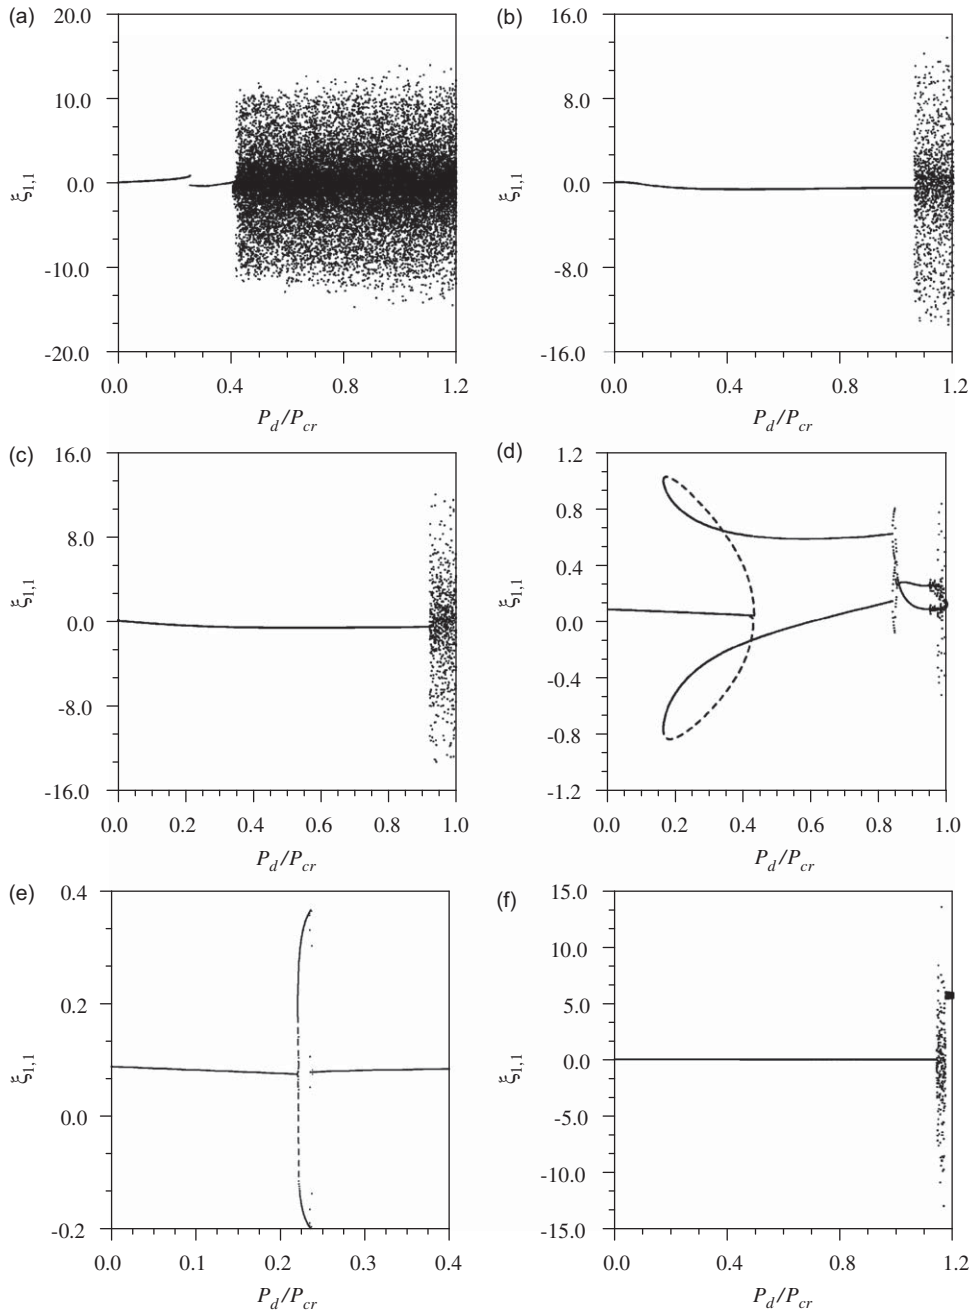 (a)
20.0
10.0
0.0
-10.0
-20.0
ξ1,1
0.0 0.4 0.8 1.2
Pd/Pcr
(b)
16.0
8.0
0.0
-8.0
-16.0
ξ1,1
0.0 0.4 0.8 1.2
Pd/Pcr
(c)
16.0
8.0
0.0
-8.0
-16.0
ξ1,1
0.0 0.2 0.4 0.6 0.8 1.0
Pd/Pcr
(d)
1.2
0.8
0.4
0.0
-0.4
-0.8
-1.2
ξ1,1
0.0 0.2 0.4 0.6 0.8 1.0
Pd/Pcr
(e)
0.4
0.2
0.0
-0.2
ξ1,1
0.0 0.1 0.2 0.3 0.4
Pd/Pcr
(f)
15.0
10.0
5.0
0.0
-5.0
-10.0
-15.0
ξ1,1
0.0 0.4 0.8 1.2
Pd/Pcr